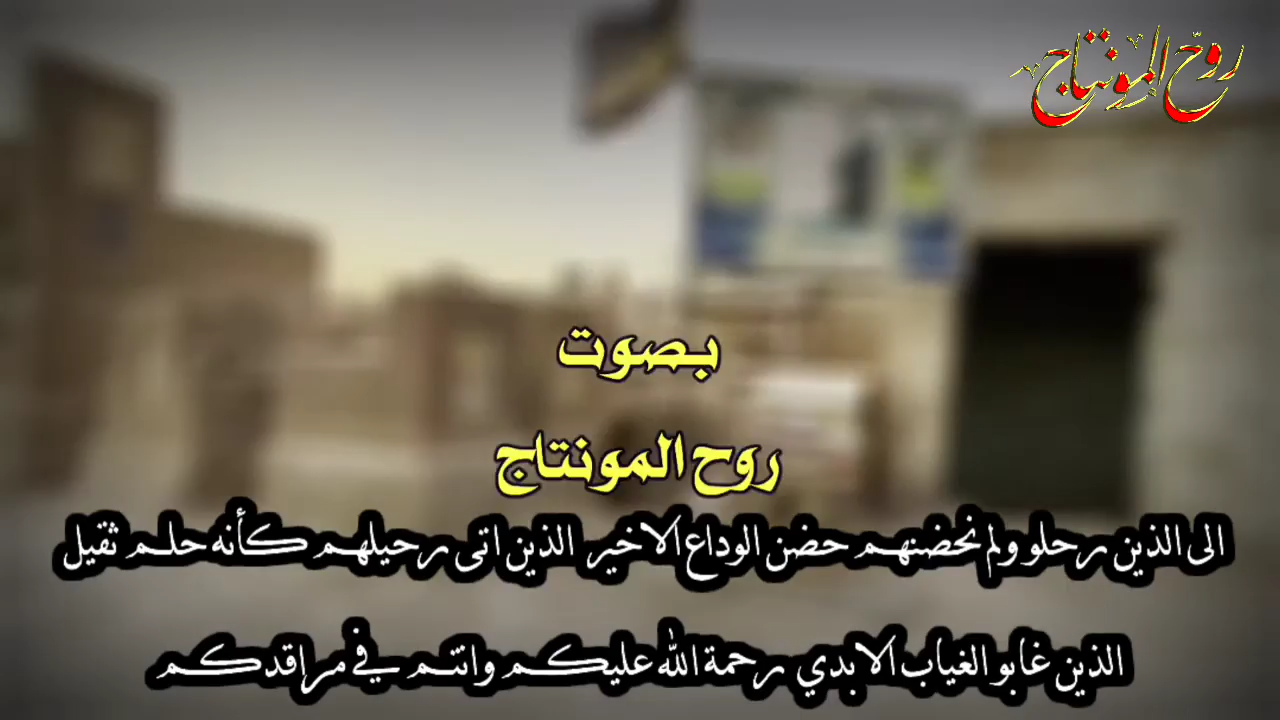 روح المونتاج
بصوت
روح المونتاج
الى الذين رحلو ولم نحضنهم حضن الوداع الاخير الذين اتى رحيلهم كأنه حلم ثقيل
الذين غابو الغياب الابدي رحمة الله عليكم وانتم في مراقدكم